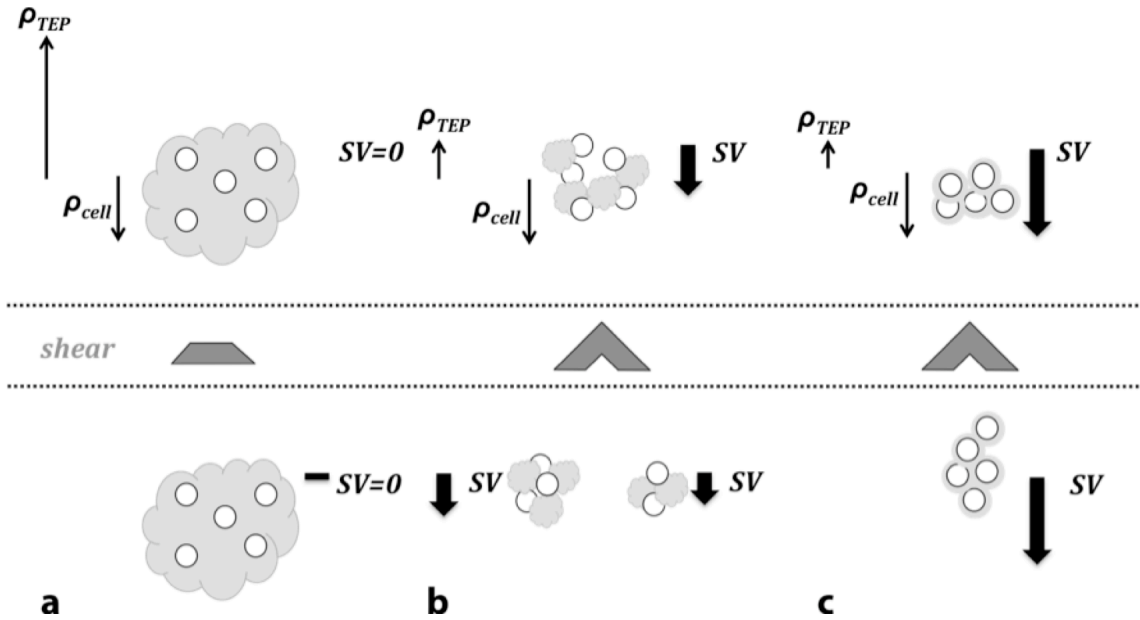 ρTEP
ρcell
SV=0
ρTEP
ρcell
SV
ρTEP
ρcell
SV
shear
SV=0
SV
SV
SV
a
b
c